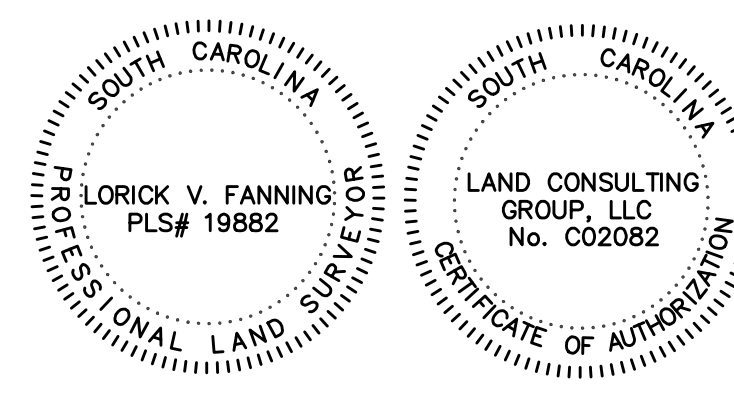 SOUTH CAROLINA
LORICK V. FANNING
PLS# 19882
PROFESSIONAL LAND SURVEYOR
SOUTH CAROLINA
LAND CONSULTING
GROUP, LLC
No. C02082
CERTIFICATE OF AUTHORIZATION